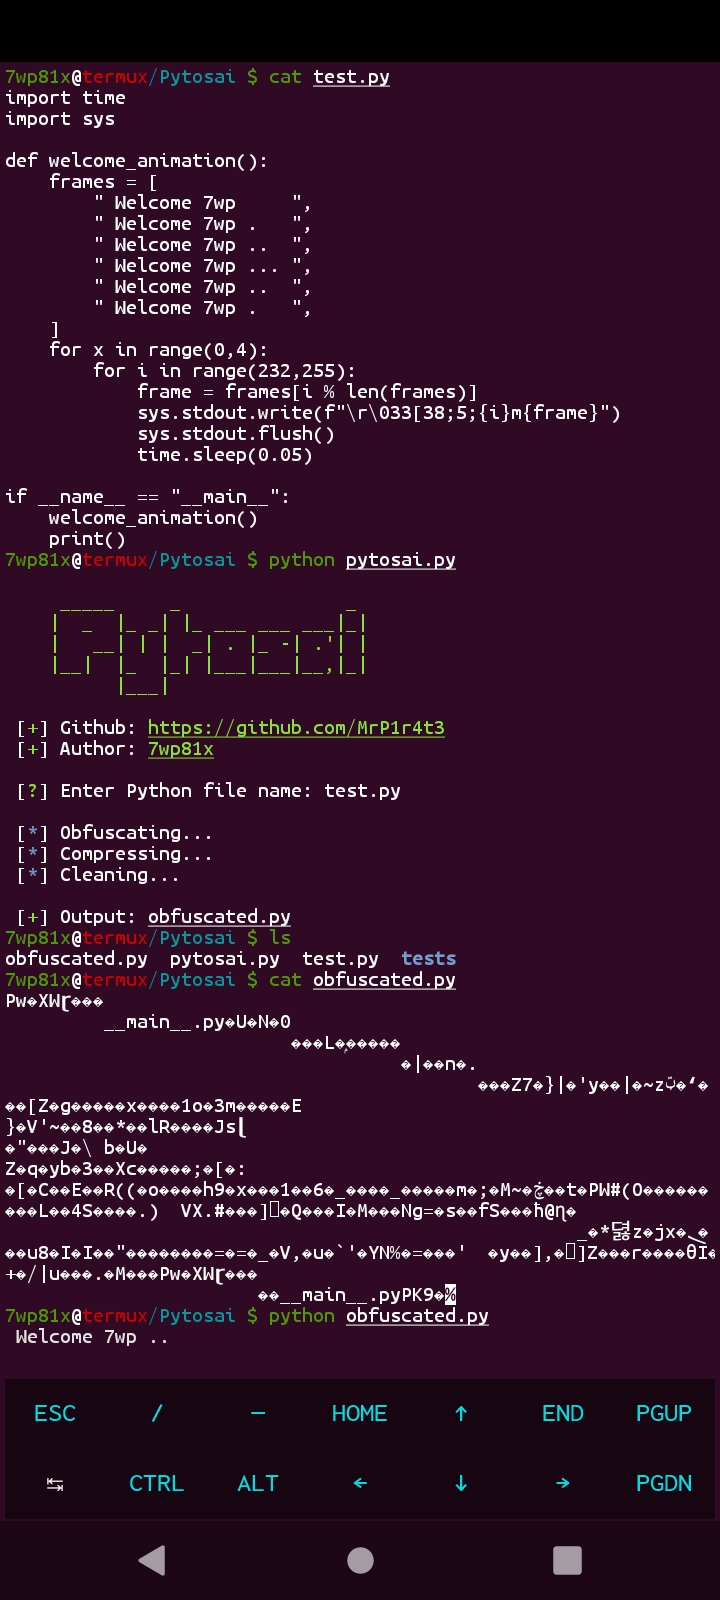 7wp81x@termux/Pytosai $ cat test.py
import time
import sys
def welcome_animation():
    frames = [
        " Welcome 7wp     ",
        " Welcome 7wp .   ",
        " Welcome 7wp ..  ",
        " Welcome 7wp ... ",
        " Welcome 7wp ..  ",
        " Welcome 7wp .   ",
    ]
    for x in range(0,4):
        for i in range(232,255):
            frame = frames[i % len(frames)]
            sys.stdout.write(f"\r\033[38;5;{i}m{frame}")
            sys.stdout.flush()
            time.sleep(0.05)
if __name__ == "__main__":
    welcome_animation()
    print()
7wp81x@termux/Pytosai $ python pytosai.py
Pytosai
[+] Github: https://github.com/MrP1r4t3
[+] Author: 7wp81x
[?] Enter Python file name: test.py
[*] Obfuscating...
[*] Compressing...
[*] Cleaning...
[+] Output: obfuscated.py
7wp81x@termux/Pytosai $ ls
obfuscated.py  pytosai.py  test.py  tests
7wp81x@termux/Pytosai $ cat obfuscated.py
__main__.py
__main__.pyPK9�%
7wp81x@termux/Pytosai $ python obfuscated.py
 Welcome 7wp ..
ESC / — HOME ↑ END PGUP
↹ CTRL ALT ← ↓ → PGDN